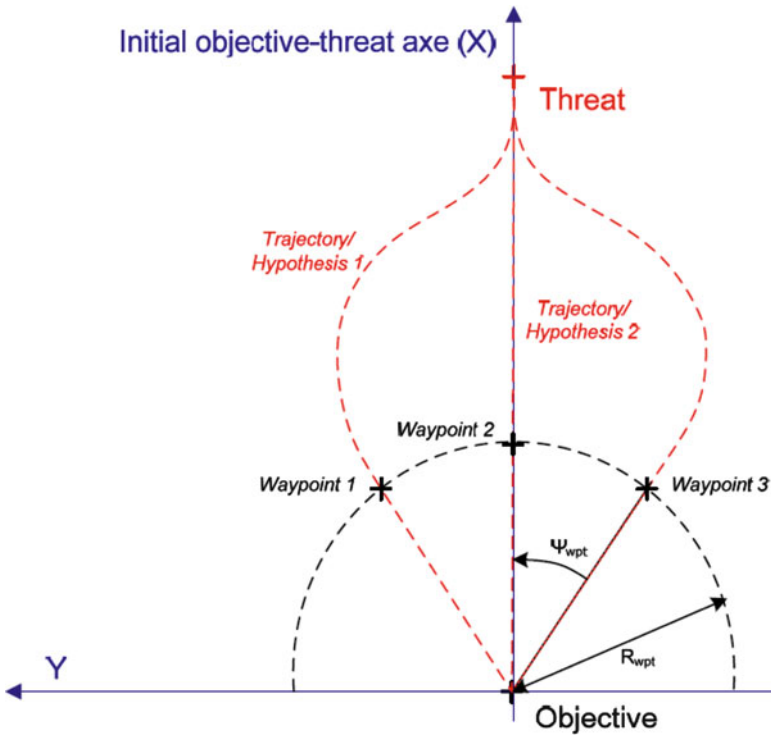 Initial objective-threat axe (X)
Threat
Trajectory/
Hypothesis 1
Trajectory/
Hypothesis 2
Waypoint 2
Waypoint 1
Waypoint 3
Ψwpt
Rwpt
Y
Objective